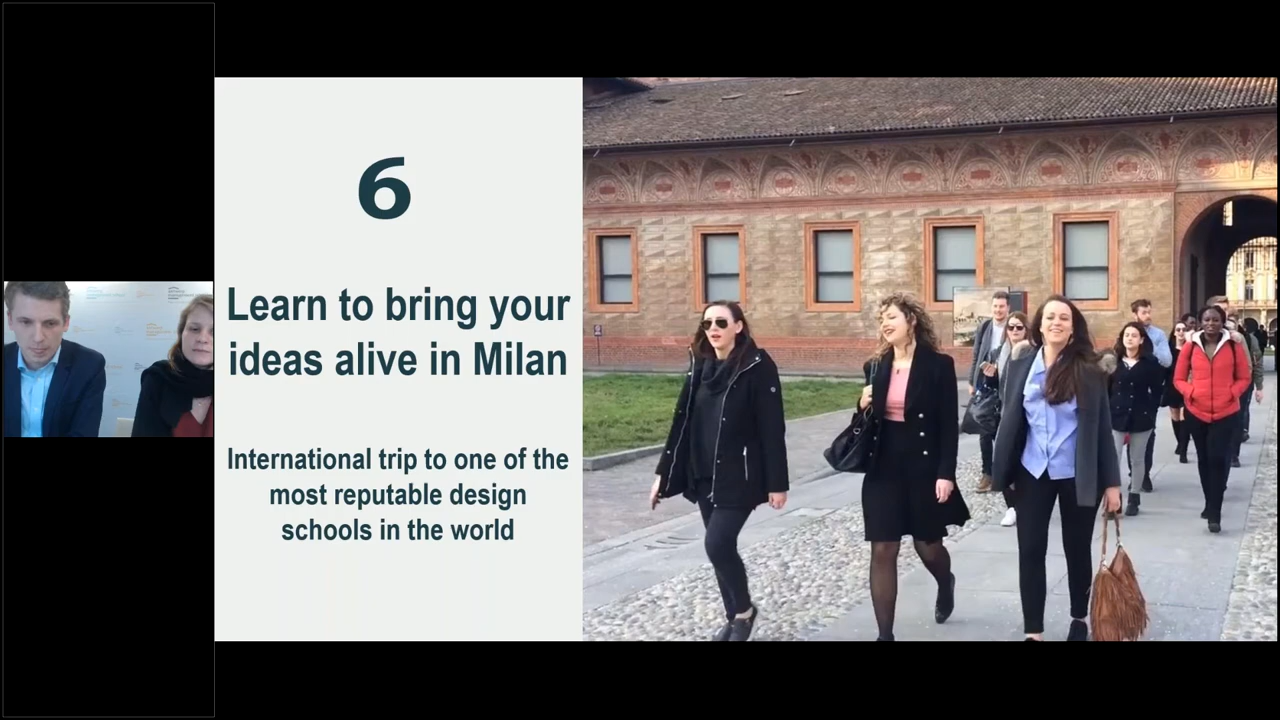 6
Learn to bring your
ideas alive in Milan
International trip to one of the
most reputable design
schools in the world